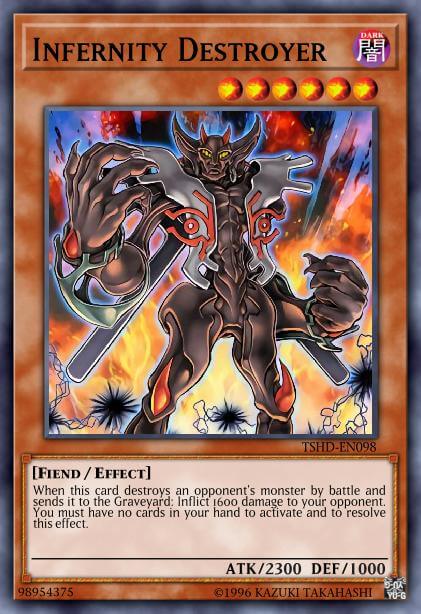 INFERNITY DESTROYER
DARK
闇
TSHD-EN098
[FIEND / EFFECT]
When this card destroys an opponent's monster by battle and
sends it to the Graveyard: Inflict 1600 damage to your opponent.
You must have no cards in your hand to activate and to resolve
this effect.
ATK/2300 DEF/1000
98954375
©1996 KAZUKI TAKAHASHI